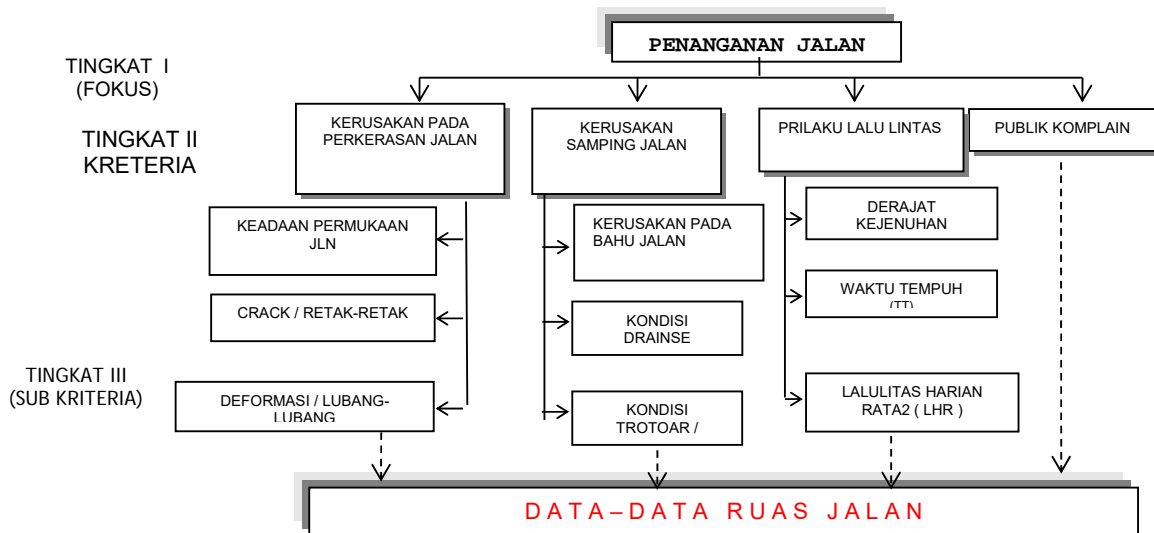 PENANGANAN JALAN
TINGKAT I
(FOKUS)
TINGKAT II
KRETERIA
KERUSAKAN PADA
PERKERASAN JALAN
KERUSAKAN
SAMPING JALAN
PRILAKU LALU LINTAS
PUBLIK KOMPLAIN
KEADAAN PERMUKAAN
JLN
KERUSAKAN PADA
BAHU JALAN
DERAJAT
KEJENUHAN
CRACK / RETAK-RETAK
KONDISI
DRAINSE
WAKTU TEMPUH
(TT)
TINGKAT III
(SUB KRITERIA)
DEFORMASI / LUBANG-
LUBANG
KONDISI
TROTOAR /
LALULITAS HARIAN
RATA2 ( LHR )
DATA–DATA RUAS JALAN